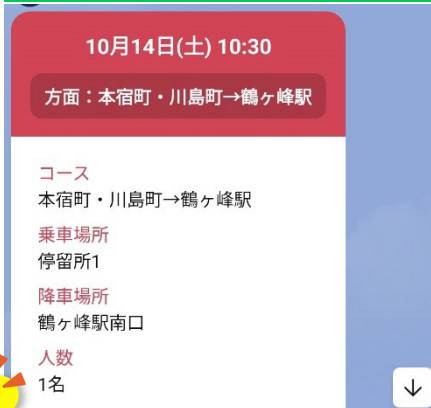 10月14日(土) 10:30
方面：本宿町・川島町→鶴ヶ峰駅
コース
本宿町・川島町→鶴ヶ峰駅
乗車場所
停留所1
降車場所
鶴ヶ峰駅南口
人数
1名